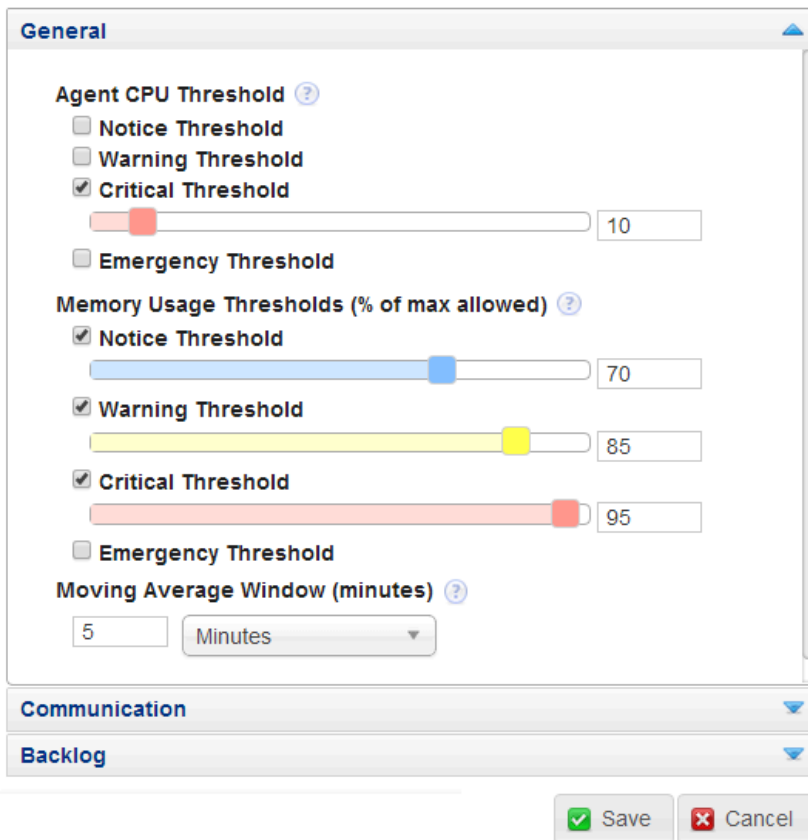 General
Agent CPU Threshold ?
Notice Threshold
Warning Threshold
Critical Threshold
10
Emergency Threshold
Memory Usage Thresholds (% of max allowed) ?
Notice Threshold
70
Warning Threshold
85
Critical Threshold
95
Emergency Threshold
Moving Average Window (minutes) ?
5 Minutes
Communication
Backlog
Save Cancel